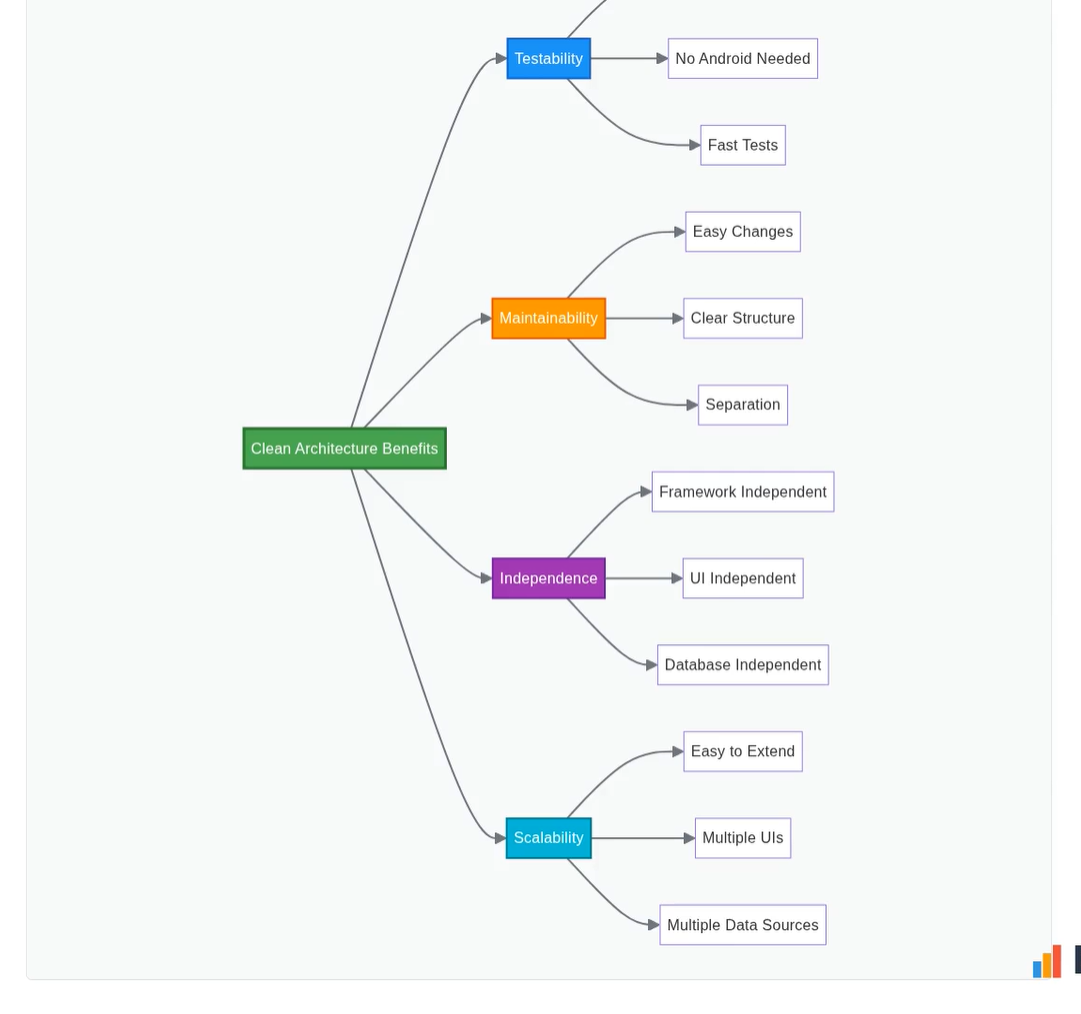 Testability
No Android Needed
Fast Tests
Easy Changes
Maintainability
Clear Structure
Separation
Clean Architecture Benefits
Framework Independent
Independence
UI Independent
Database Independent
Easy to Extend
Scalability
Multiple UIs
Multiple Data Sources